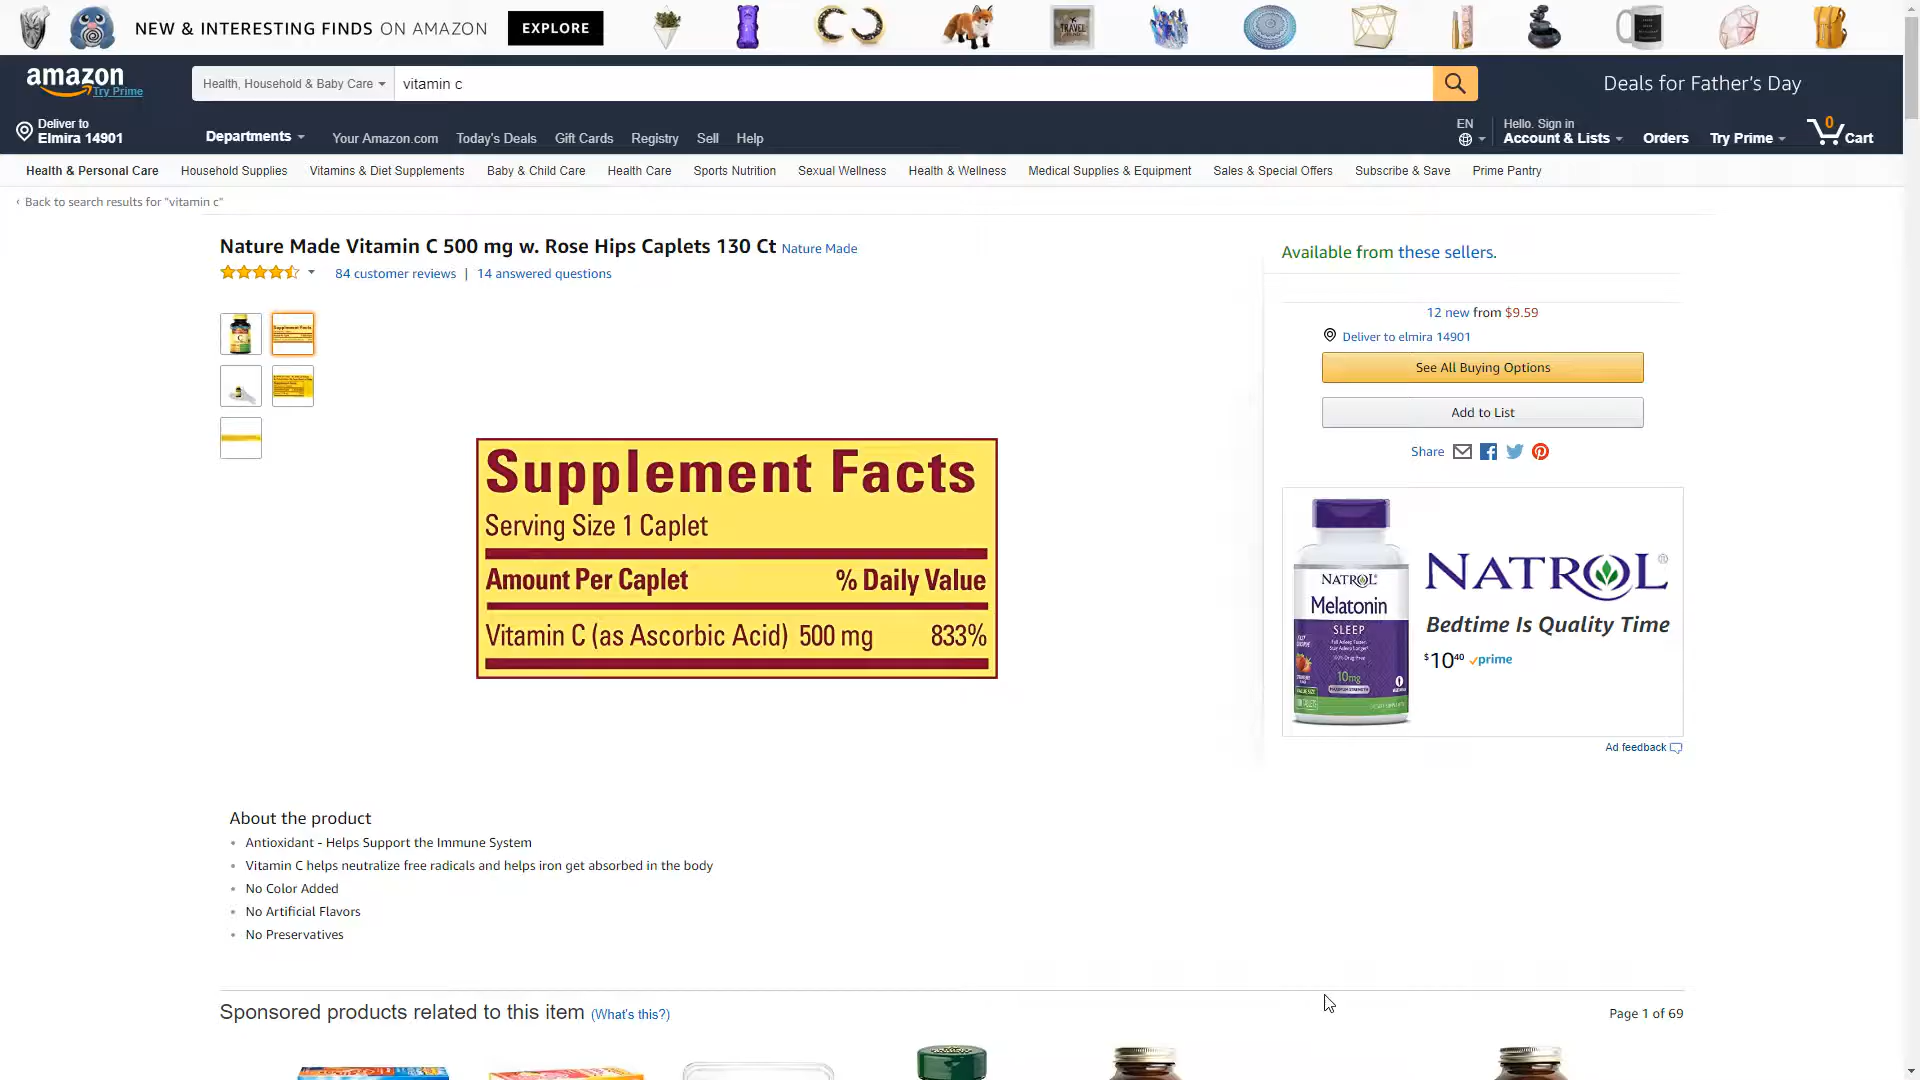 NEW & INTERESTING FINDS ON AMAZON EXPLORE
TRAVEL
amazon
Try Prime
Health, Household & Baby Care
vitamin c
Deals for Father's Day
Deliver to
Elmira 14901
Departments
Your Amazon.com Today's Deals Gift Cards Registry Sell Help
EN
Hello. Sign in
Account & Lists
Orders
Try Prime
0
Cart
Health & Personal Care Household Supplies Vitamins & Diet Supplements Baby & Child Care Health Care Sports Nutrition Sexual Wellness Health & Wellness Medical Supplies & Equipment Sales & Special Offers Subscribe & Save Prime Pantry
‹ Back to search results for "vitamin c"
Nature Made Vitamin C 500 mg w. Rose Hips Caplets 130 Ct Nature Made
84 customer reviews | 14 answered questions
Supplement Facts
Serving Size 1 Caplet
Amount Per Caplet % Daily Value
Vitamin C (as Ascorbic Acid) 500 mg 833%
Available from these sellers.
12 new from $9.59
Deliver to elmira 14901
See All Buying Options
Add to List
Share
NATROL®
Melatonin
SLEEP
10mg
MAXIMUM STRENGTH
NATROL®
Bedtime Is Quality Time
$1040 prime
Ad feedback
About the product
• Antioxidant - Helps Support the Immune System
• Vitamin C helps neutralize free radicals and helps iron get absorbed in the body
• No Color Added
• No Artificial Flavors
• No Preservatives
Sponsored products related to this item (What's this?)
Page 1 of 69